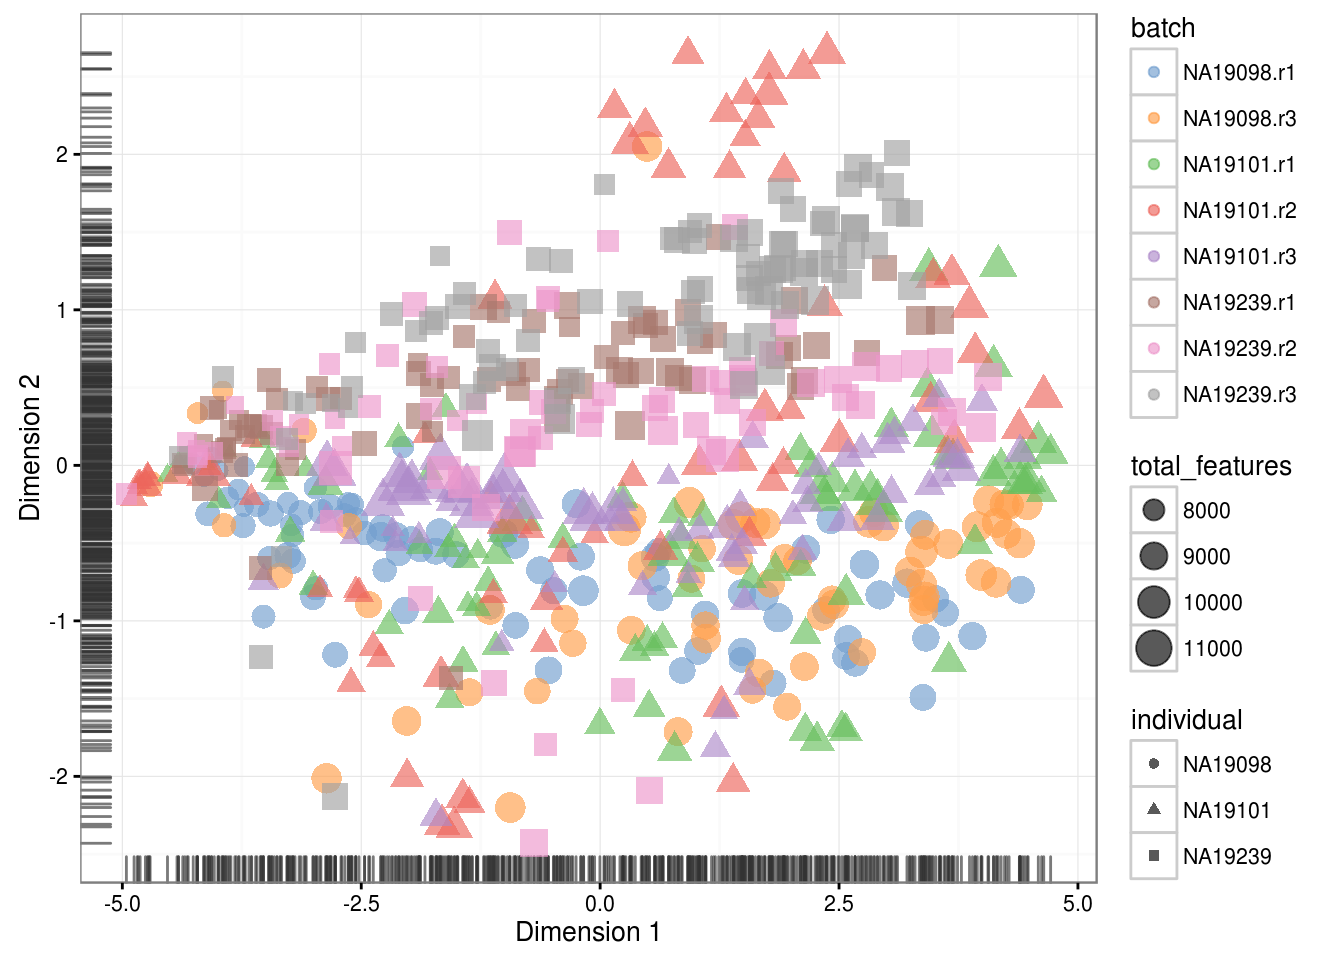 batch
NA19098.r1
NA19098.r3
NA19101.r1
NA19101.r2
NA19101.r3
NA19239.r1
NA19239.r2
NA19239.r3
total_features
8000
9000
10000
11000
individual
NA19098
NA19101
NA19239
Dimension 2
2
1
0
-1
-2
-5.0 -2.5 0.0 2.5 5.0
Dimension 1